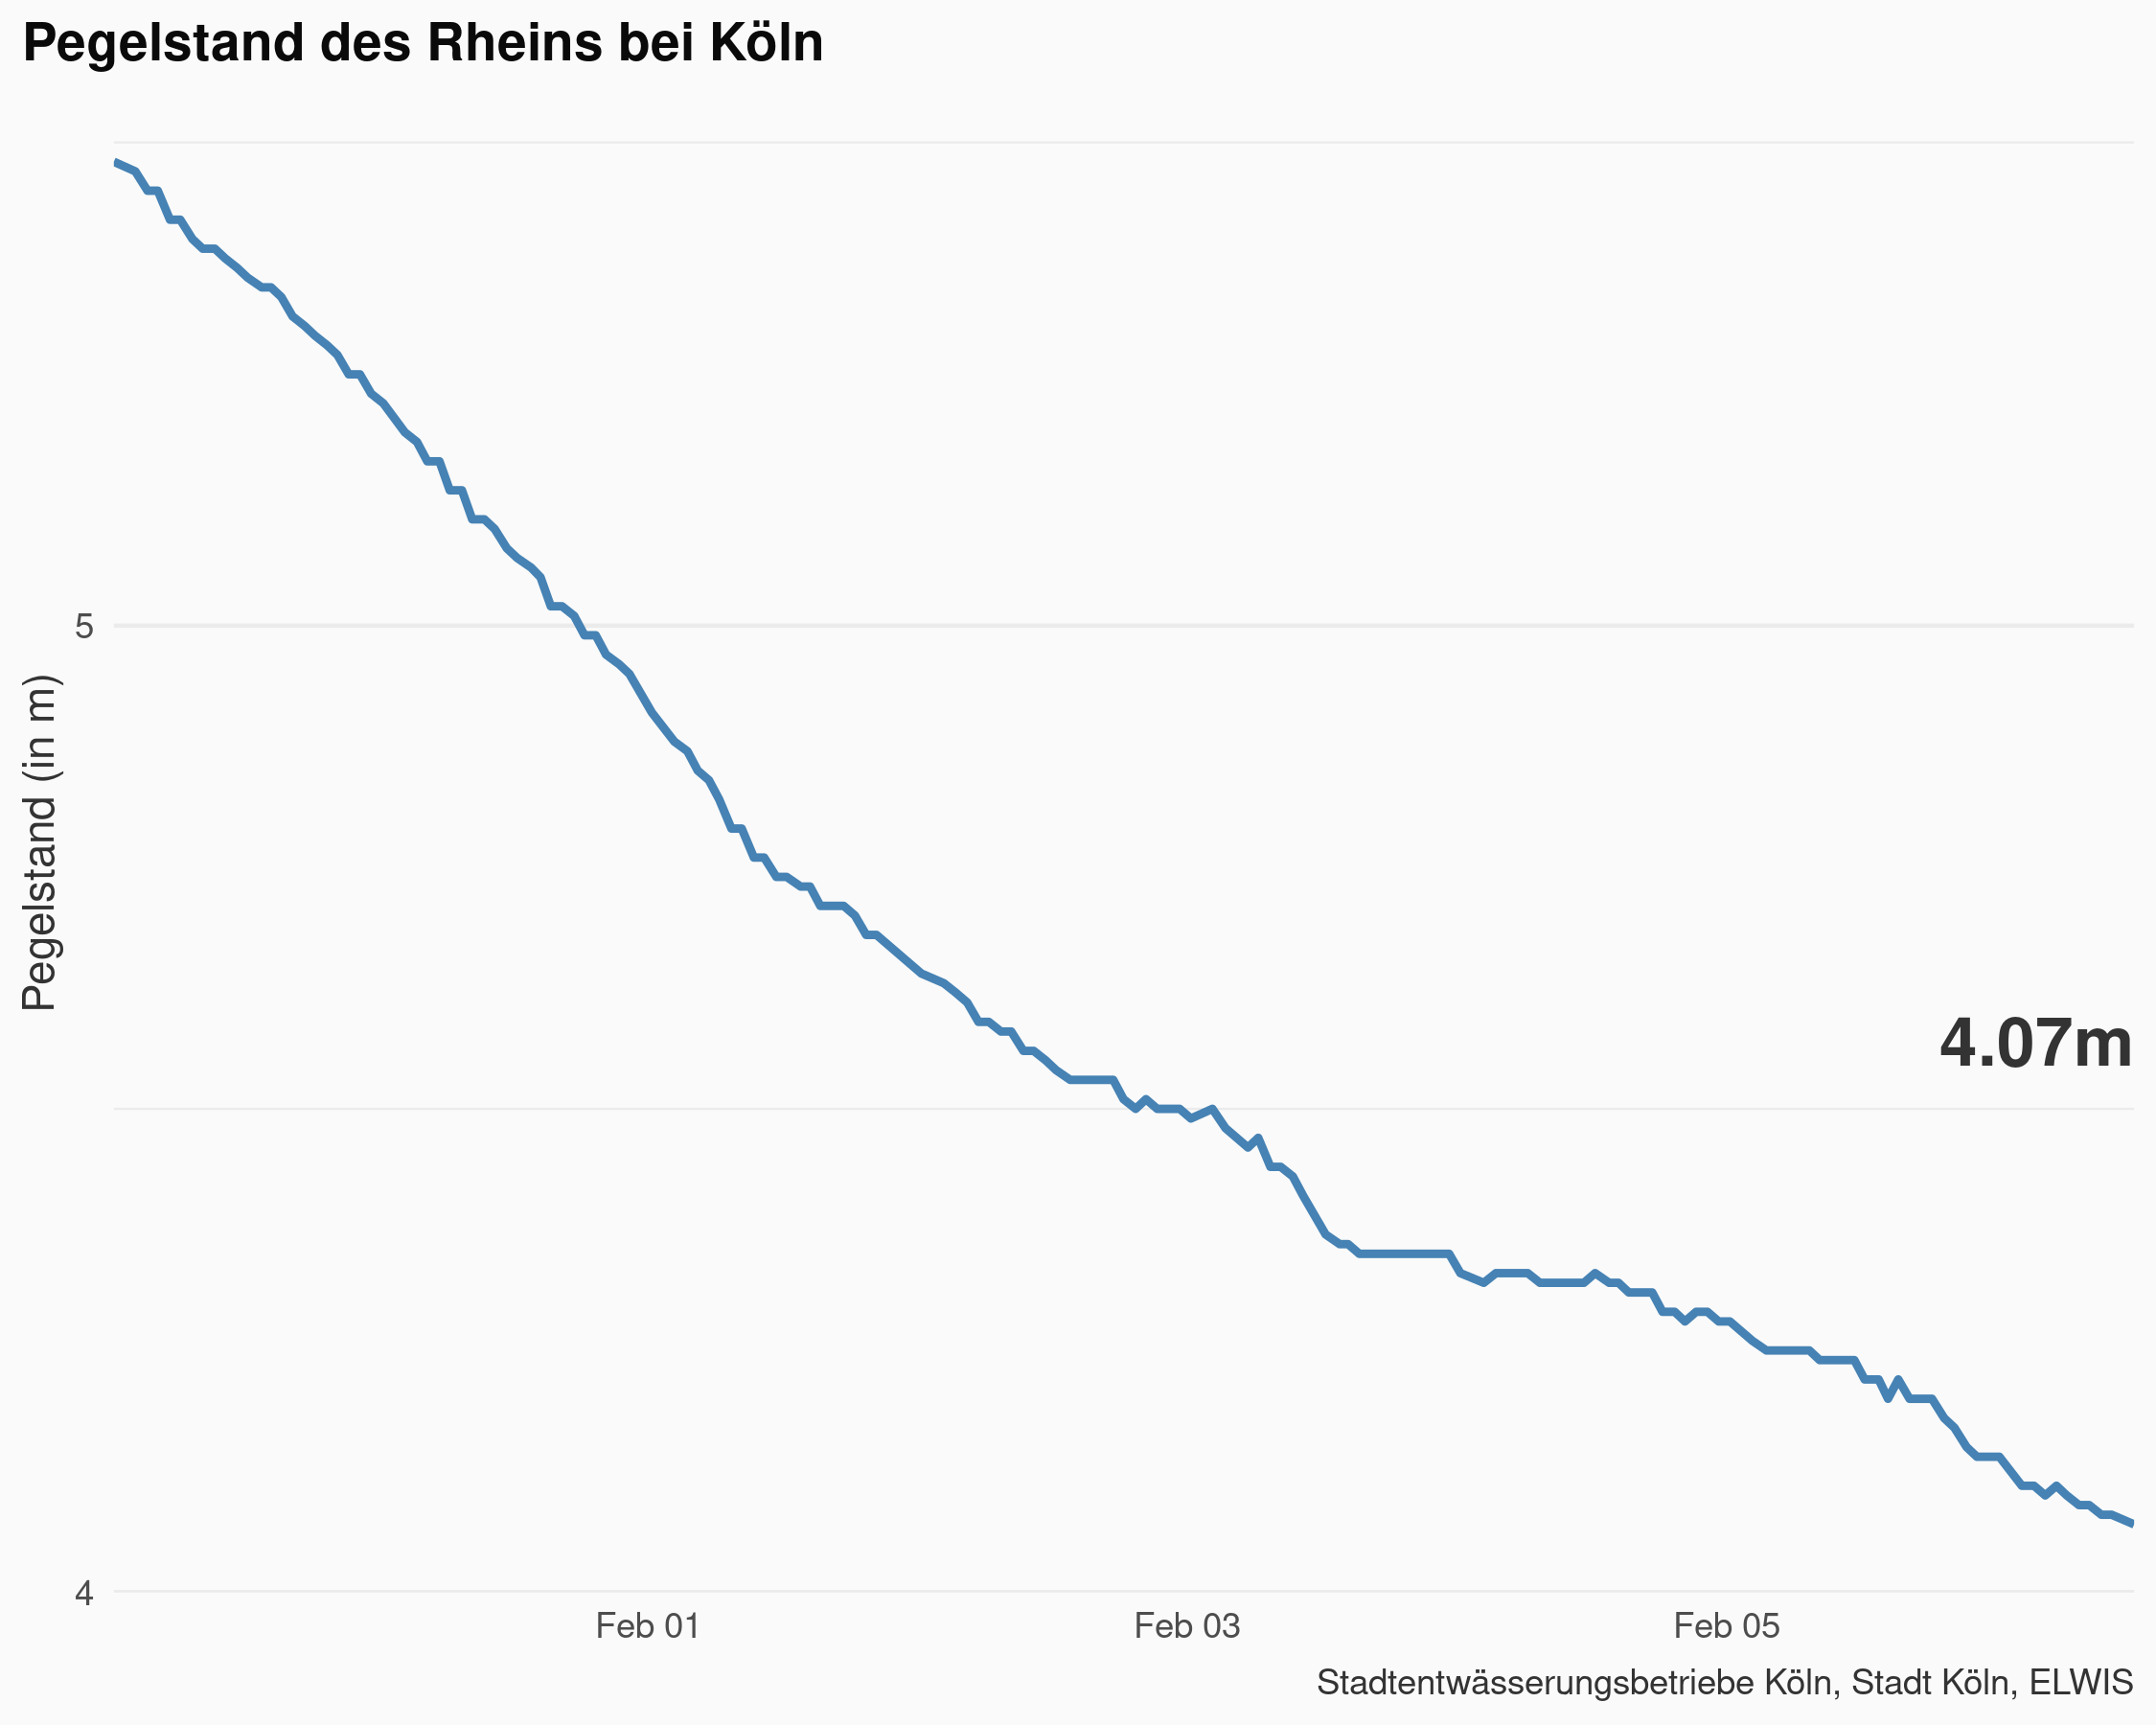 Pegelstand des Rheins bei Köln
Pegelstand (in m)
5
4.07m
4
Feb 01 Feb 03 Feb 05
Stadtentwässerungsbetriebe Köln, Stadt Köln, ELWIS